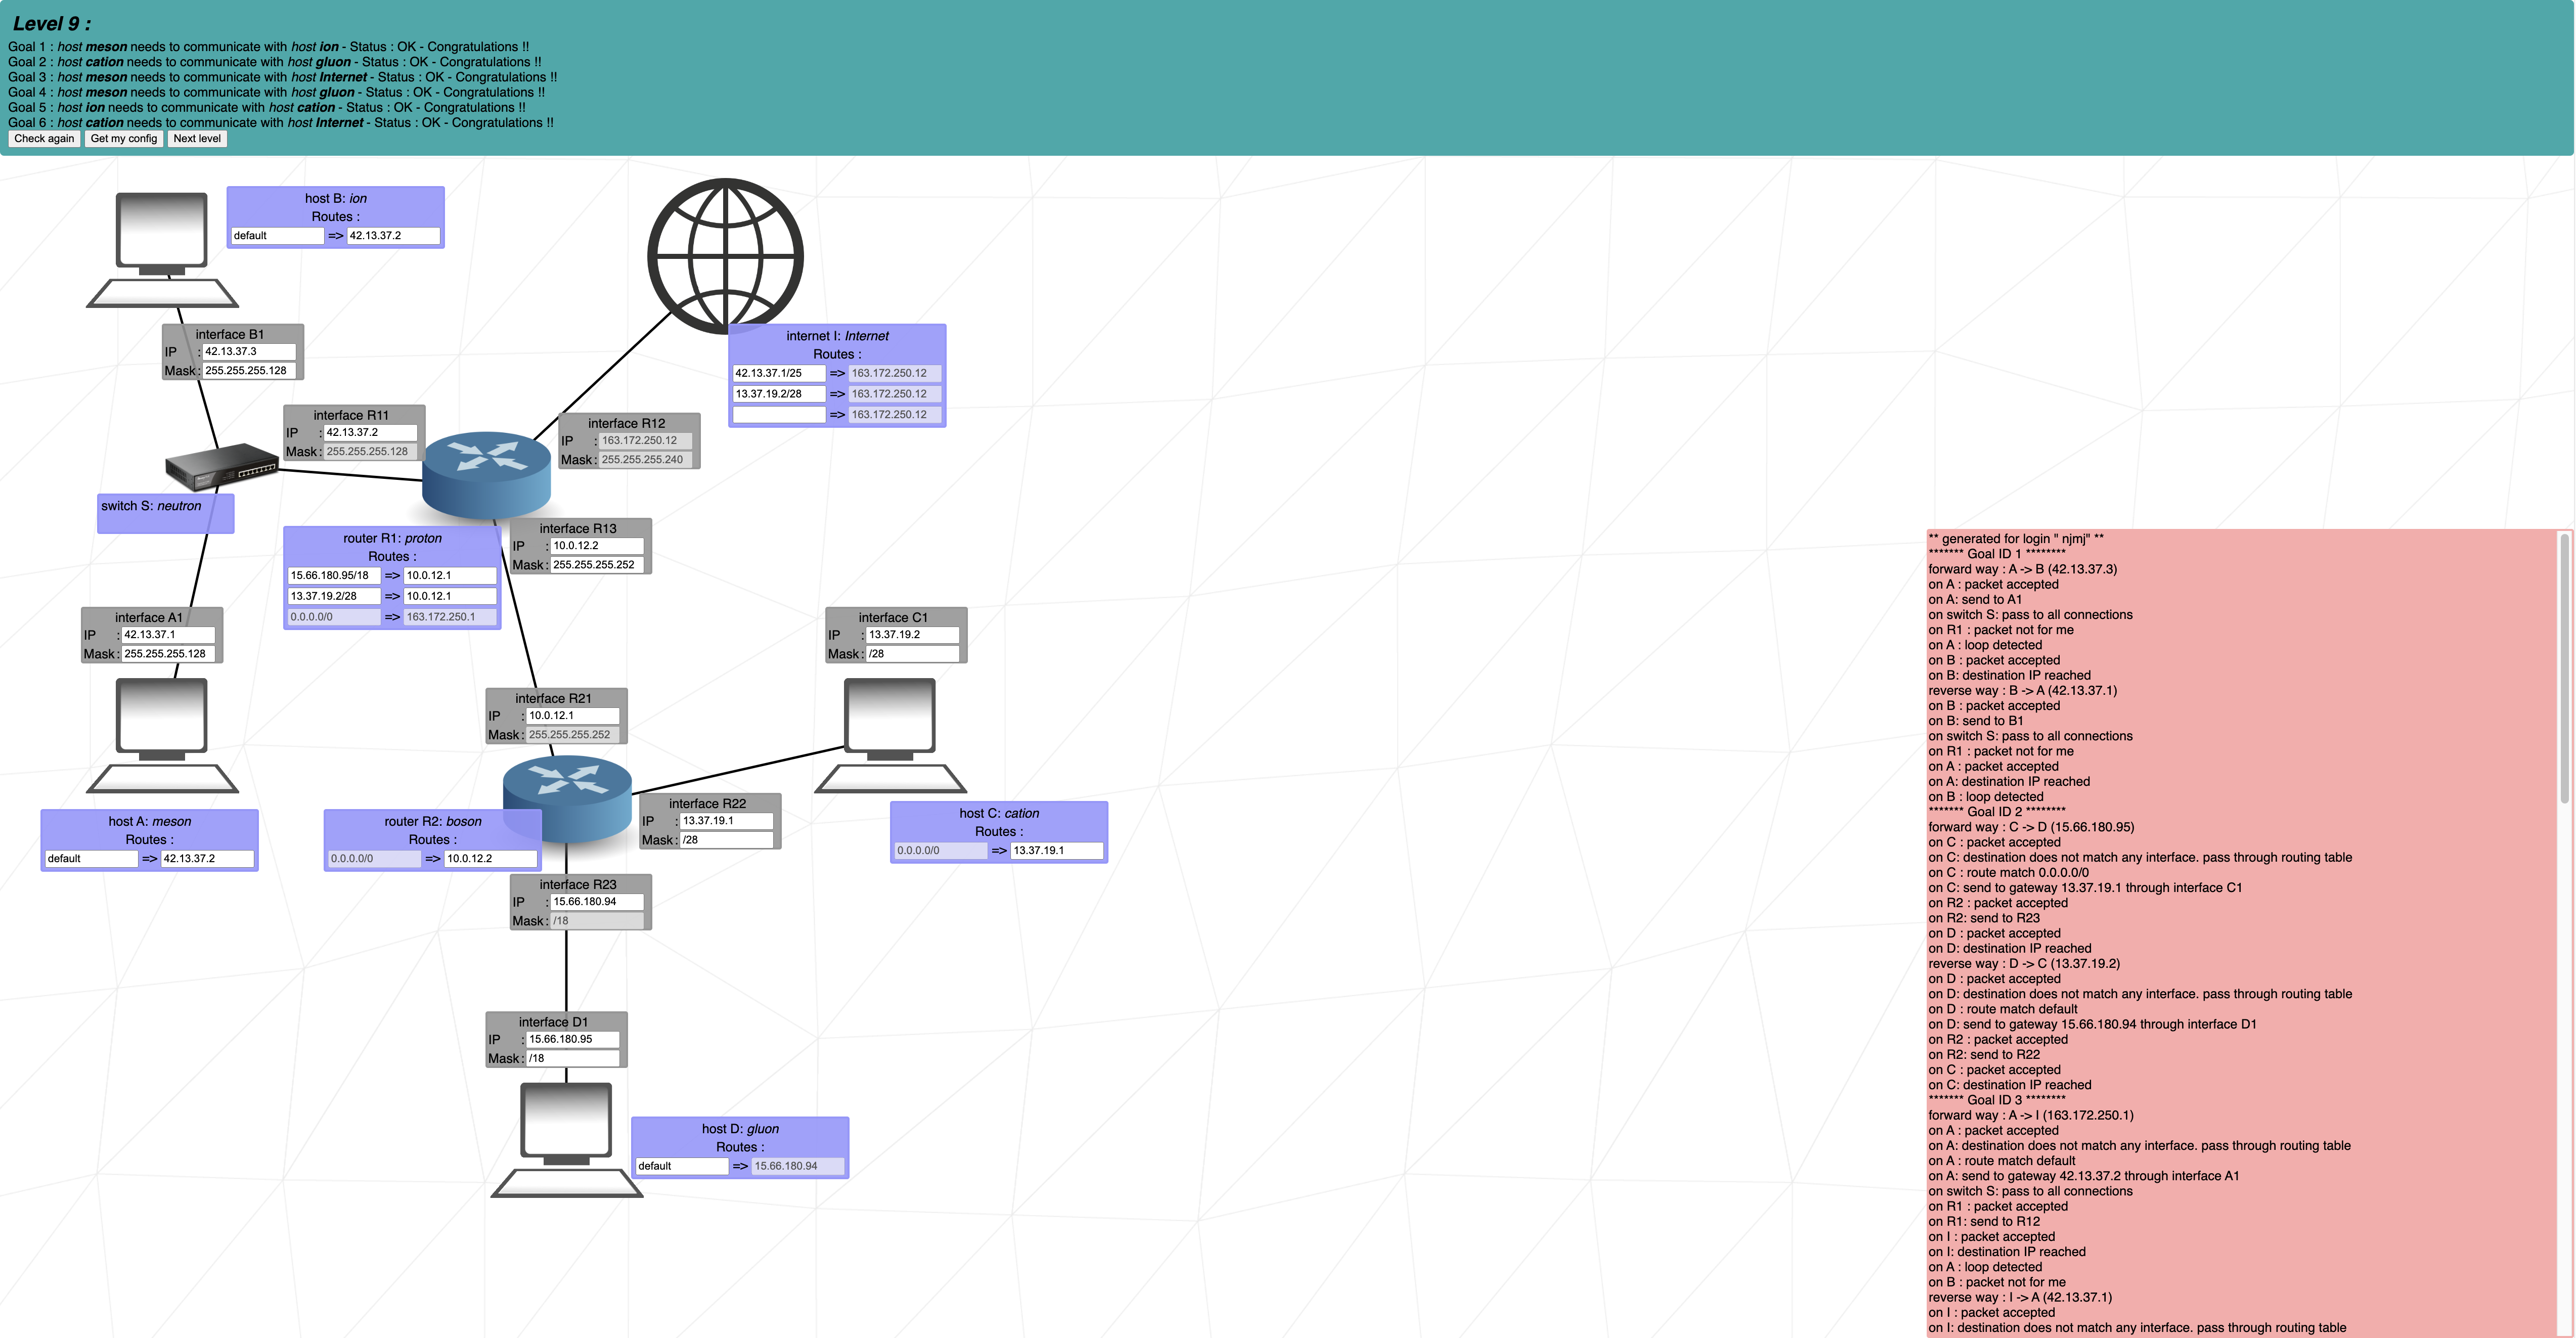 Level 9 :
Goal 1 : host meson needs to communicate with host ion - Status : OK - Congratulations !!
Goal 2 : host cation needs to communicate with host gluon - Status : OK - Congratulations !!
Goal 3 : host meson needs to communicate with host Internet - Status : OK - Congratulations !!
Goal 4 : host meson needs to communicate with host gluon - Status : OK - Congratulations !!
Goal 5 : host ion needs to communicate with host cation - Status : OK - Congratulations !!
Goal 6 : host cation needs to communicate with host Internet - Status : OK - Congratulations !!
Check again Get my config Next level
host B: ion
Routes :
default => 42.13.37.2
interface B1
IP : 42.13.37.3
Mask : 255.255.255.128
internet I: Internet
Routes :
42.13.37.1/25 => 163.172.250.12
13.37.19.2/28 => 163.172.250.12
=> 163.172.250.12
interface R11
IP : 42.13.37.2
Mask : 255.255.255.128
interface R12
IP : 163.172.250.12
Mask : 255.255.255.240
switch S: neutron
interface R13
IP : 10.0.12.2
Mask : 255.255.255.252
router R1: proton
Routes :
15.66.180.95/18 => 10.0.12.1
13.37.19.2/28 => 10.0.12.1
0.0.0.0/0 => 163.172.250.1
interface A1
IP : 42.13.37.1
Mask : 255.255.255.128
interface C1
IP : 13.37.19.2
Mask : /28
interface R21
IP : 10.0.12.1
Mask : 255.255.255.252
host A: meson
Routes :
default => 42.13.37.2
router R2: boson
Routes :
0.0.0.0/0 => 10.0.12.2
interface R22
IP : 13.37.19.1
Mask : /28
host C: cation
Routes :
0.0.0.0/0 => 13.37.19.1
interface R23
IP : 15.66.180.94
Mask : /18
interface D1
IP : 15.66.180.95
Mask : /18
host D: gluon
Routes :
default => 15.66.180.94
** generated for login " njmj" **
******* Goal ID 1 ********
forward way : A -> B (42.13.37.3)
on A : packet accepted
on A: send to A1
on switch S: pass to all connections
on R1 : packet not for me
on A : loop detected
on B : packet accepted
on B: destination IP reached
reverse way : B -> A (42.13.37.1)
on B : packet accepted
on B: send to B1
on switch S: pass to all connections
on R1 : packet not for me
on A : packet accepted
on A: destination IP reached
on B : loop detected
******* Goal ID 2 ********
forward way : C -> D (15.66.180.95)
on C : packet accepted
on C: destination does not match any interface. pass through routing table
on C : route match 0.0.0.0/0
on C: send to gateway 13.37.19.1 through interface C1
on R2 : packet accepted
on R2: send to R23
on D : packet accepted
on D: destination IP reached
reverse way : D -> C (13.37.19.2)
on D : packet accepted
on D: destination does not match any interface. pass through routing table
on D : route match default
on D: send to gateway 15.66.180.94 through interface D1
on R2 : packet accepted
on R2: send to R22
on C : packet accepted
on C: destination IP reached
******* Goal ID 3 ********
forward way : A -> I (163.172.250.1)
on A : packet accepted
on A: destination does not match any interface. pass through routing table
on A : route match default
on A: send to gateway 42.13.37.2 through interface A1
on switch S: pass to all connections
on R1 : packet accepted
on R1: send to R12
on I : packet accepted
on I: destination IP reached
on A : loop detected
on B : packet not for me
reverse way : I -> A (42.13.37.1)
on I : packet accepted
on I: destination does not match any interface. pass through routing table